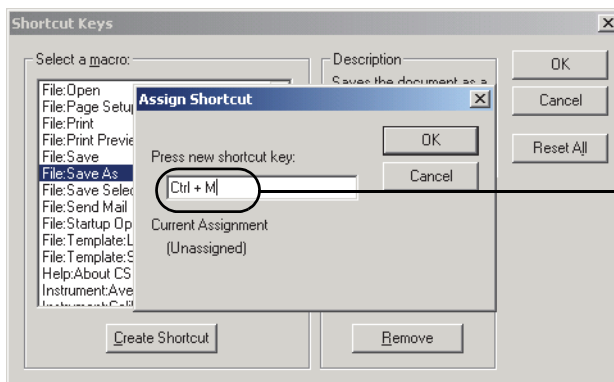 Shortcut Keys
Select a macro:
File:Open
File:Page Setu
File:Print
File:Print Previe
File:Save
File:Save As
File:Save Selec
File:Send Mail
File:Startup Op
File:Template:L
File:Template:S
Help:About CS
Instrument:Ave
Create Shortcut
Description
Saves the document as a
Remove
OK
Cancel
Reset All
Assign Shortcut
Press new shortcut key:
Ctrl + M
Current Assignment
(Unassigned)
OK
Cancel